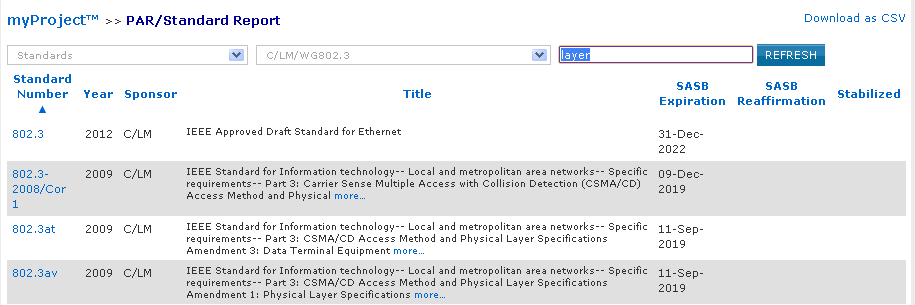 myProject™ >> PAR/Standard Report
Download as CSV
Standards
C/LM/WG802.3
layer
REFRESH
Standard Number ▲ Year Sponsor Title SASB Expiration SASB Reaffirmation Stabilized
802.3 2012 C/LM IEEE Approved Draft Standard for Ethernet 31-Dec-
2022
802.3- 2009 C/LM IEEE Standard for Information technology-- Local and metropolitan area networks-- Specific 09-Dec-
2008/Cor requirements-- Part 3: Carrier Sense Multiple Access with Collision Detection (CSMA/CD) 2019
1 Access Method and Physical more...
802.3at 2009 C/LM IEEE Standard for Information technology-- Local and metropolitan area networks-- Specific 11-Sep-
requirements-- Part 3: CSMA/CD Access Method and Physical Layer Specifications 2019
Amendment 3: Data Terminal Equipment more...
802.3av 2009 C/LM IEEE Standard for Information technology-- Local and metropolitan area networks-- Specific 11-Sep-
requirements-- Part 3: CSMA/CD Access Method and Physical Layer Specifications 2019
Amendment 1: Physical Layer Specifications more...